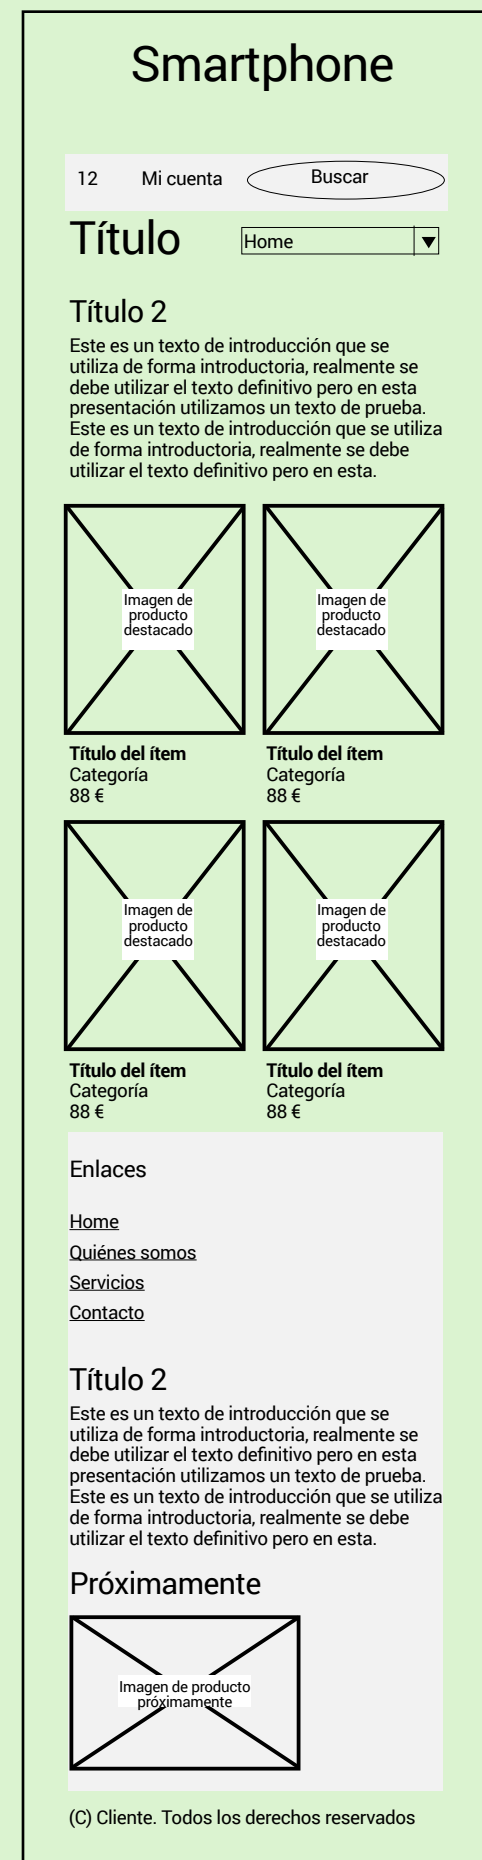 Smartphone
12 Mi cuenta Buscar
Título Home
Título 2
Este es un texto de introducción que se
utiliza de forma introductoria, realmente se
debe utilizar el texto definitivo pero en esta
presentación utilizamos un texto de prueba.
Este es un texto de introducción que se utiliza
de forma introductoria, realmente se debe
utilizar el texto definitivo pero en esta.
Imagen de
producto
destacado
Imagen de
producto
destacado
Título del ítem
Categoría
88 €
Título del ítem
Categoría
88 €
Imagen de
producto
destacado
Imagen de
producto
destacado
Título del ítem
Categoría
88 €
Título del ítem
Categoría
88 €
Enlaces
Home
Quiénes somos
Servicios
Contacto
Título 2
Este es un texto de introducción que se
utiliza de forma introductoria, realmente se
debe utilizar el texto definitivo pero en esta
presentación utilizamos un texto de prueba.
Este es un texto de introducción que se utiliza
de forma introductoria, realmente se debe
utilizar el texto definitivo pero en esta.
Próximamente
Imagen de producto
próximamente
(C) Cliente. Todos los derechos reservados